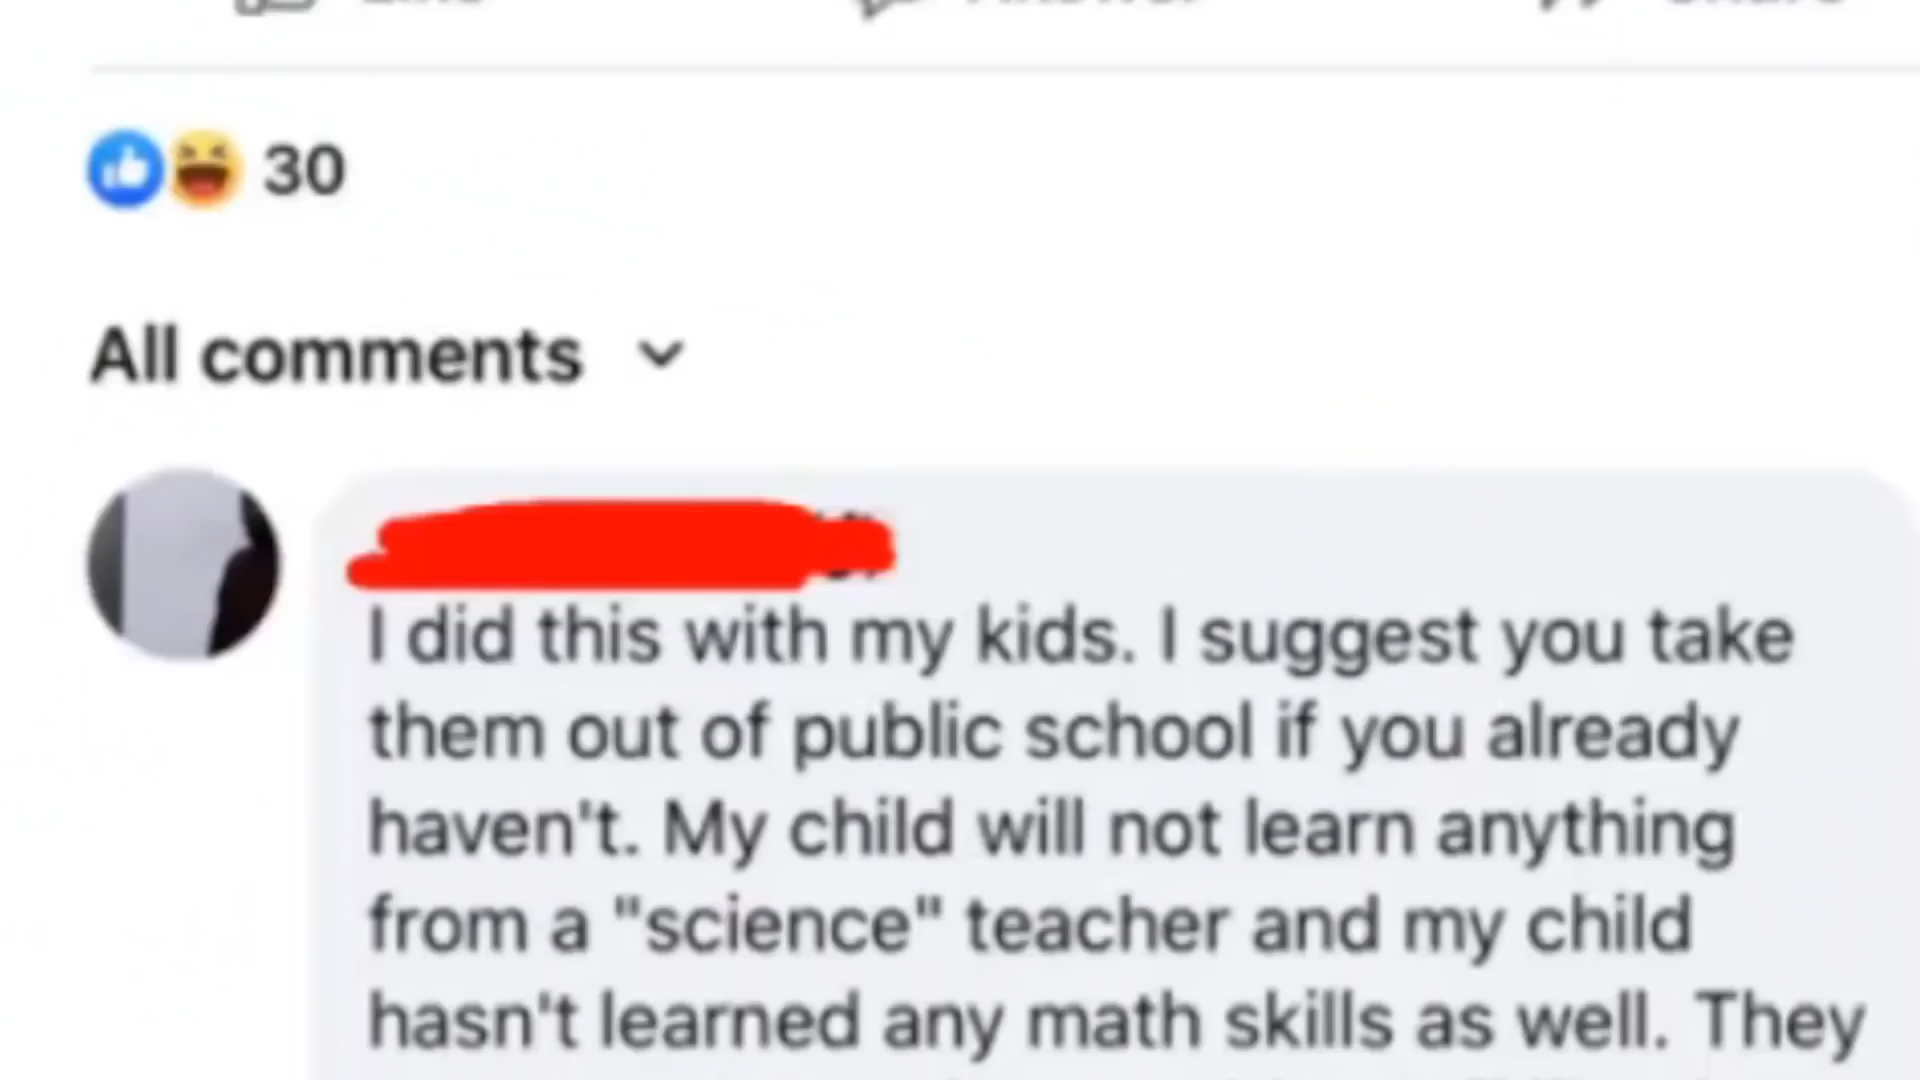 30
All comments
I did this with my kids. I suggest you take
them out of public school if you already
haven't. My child will not learn anything
from a "science" teacher and my child
hasn't learned any math skills as well. They